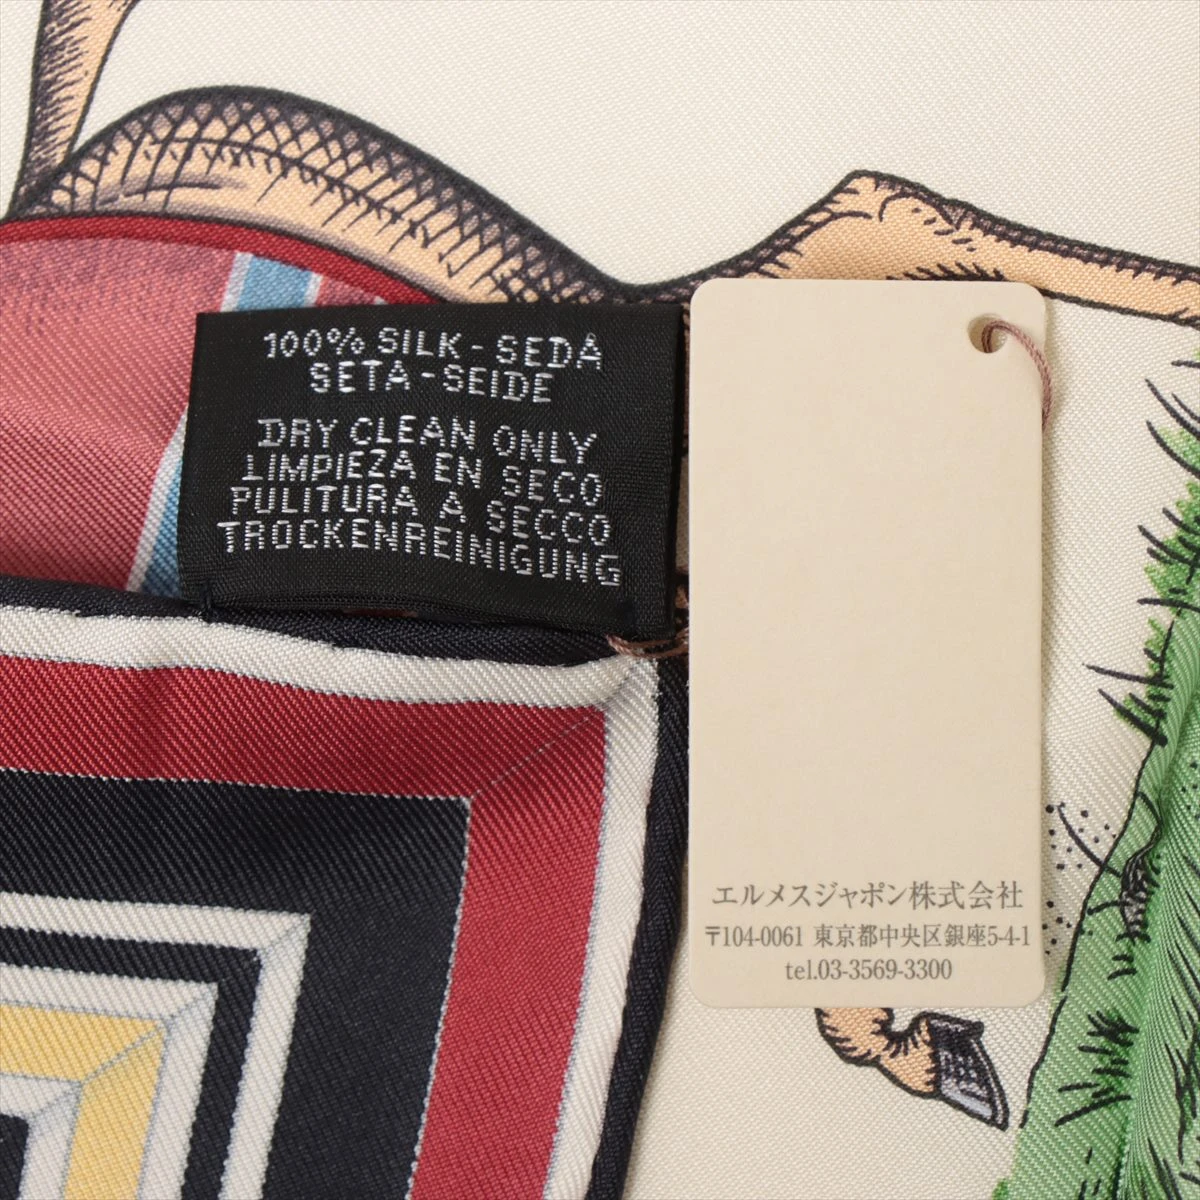 100% SILK-SEDA
SETA-SEIDE
DRY CLEAN ONLY
LIMPIEZA EN SECO
PULITURA A SECCO
TROCKENREINIGUNG
エルメスジャポン株式会社
〒104-0061 東京都中央区銀座5-4-1
tel.03-3569-3300